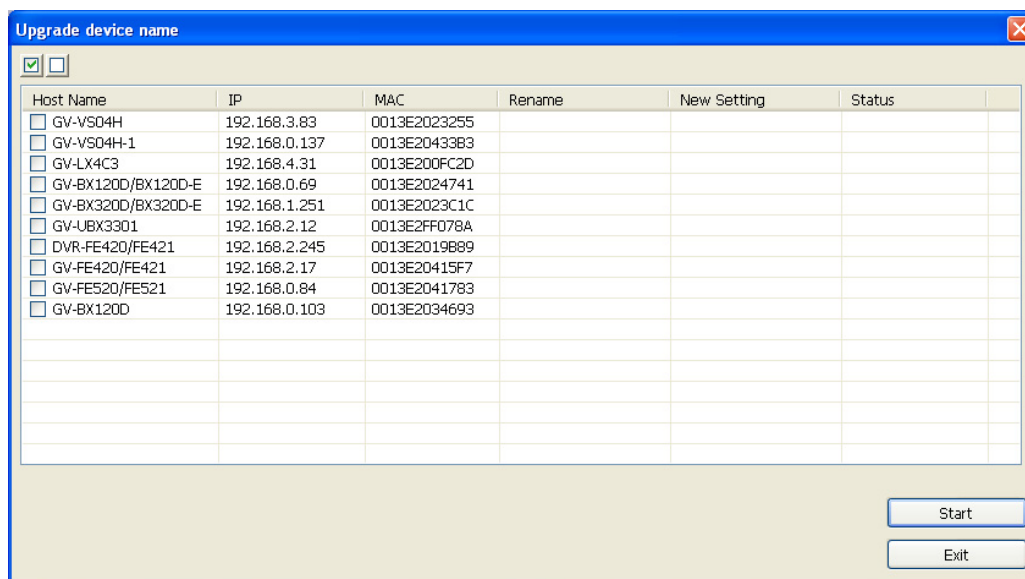 Upgrade device name
Host Name IP MAC Rename New Setting Status
GV-VS04H 192.168.3.83 0013E2023255
GV-VS04H-1 192.168.0.137 0013E20433B3
GV-LX4C3 192.168.4.31 0013E200FC2D
GV-BX120D/BX120D-E 192.168.0.69 0013E2024741
GV-BX320D/BX320D-E 192.168.1.251 0013E2023C1C
GV-UBX3301 192.168.2.12 0013E2FF078A
DVR-FE420/FE421 192.168.2.245 0013E2019B89
GV-FE420/FE421 192.168.2.17 0013E20415F7
GV-FE520/FE521 192.168.0.84 0013E2041783
GV-BX120D 192.168.0.103 0013E2034693
Start
Exit